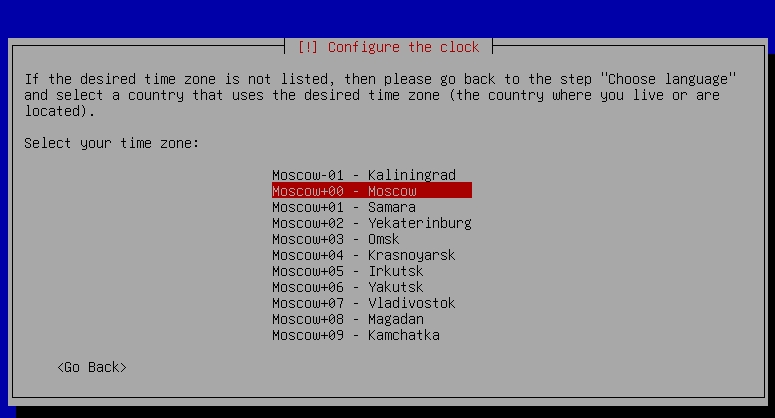 [!] Configure the clock
If the desired time zone is not listed, then please go back to the step "Choose language"
and select a country that uses the desired time zone (the country where you live or are
located).
Select your time zone:
Moscow-01 - Kaliningrad
Moscow+00 - Moscow
Moscow+01 - Samara
Moscow+02 - Yekaterinburg
Moscow+03 - Omsk
Moscow+04 - Krasnoyarsk
Moscow+05 - Irkutsk
Moscow+06 - Yakutsk
Moscow+07 - Vladivostok
Moscow+08 - Magadan
Moscow+09 - Kamchatka
<Go Back>